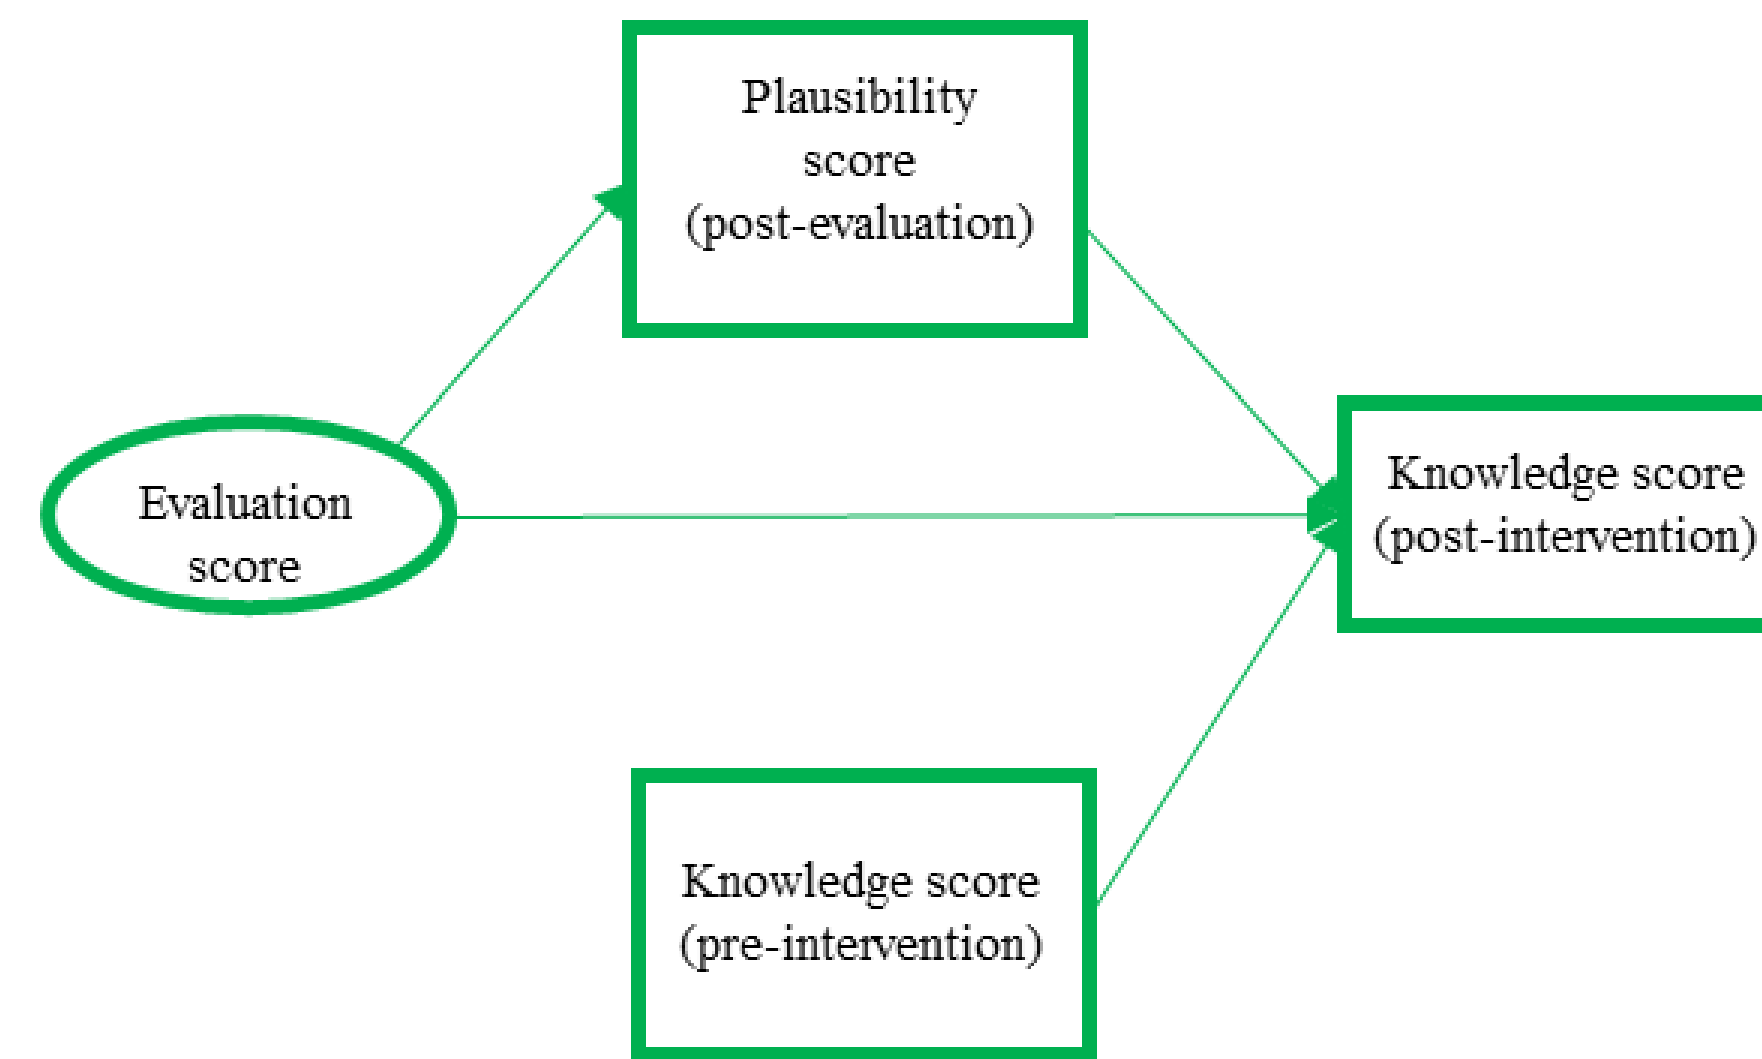 Plausibility
score
(post-evaluation)
Evaluation
score
Knowledge score
(post-intervention)
Knowledge score
(pre-intervention)